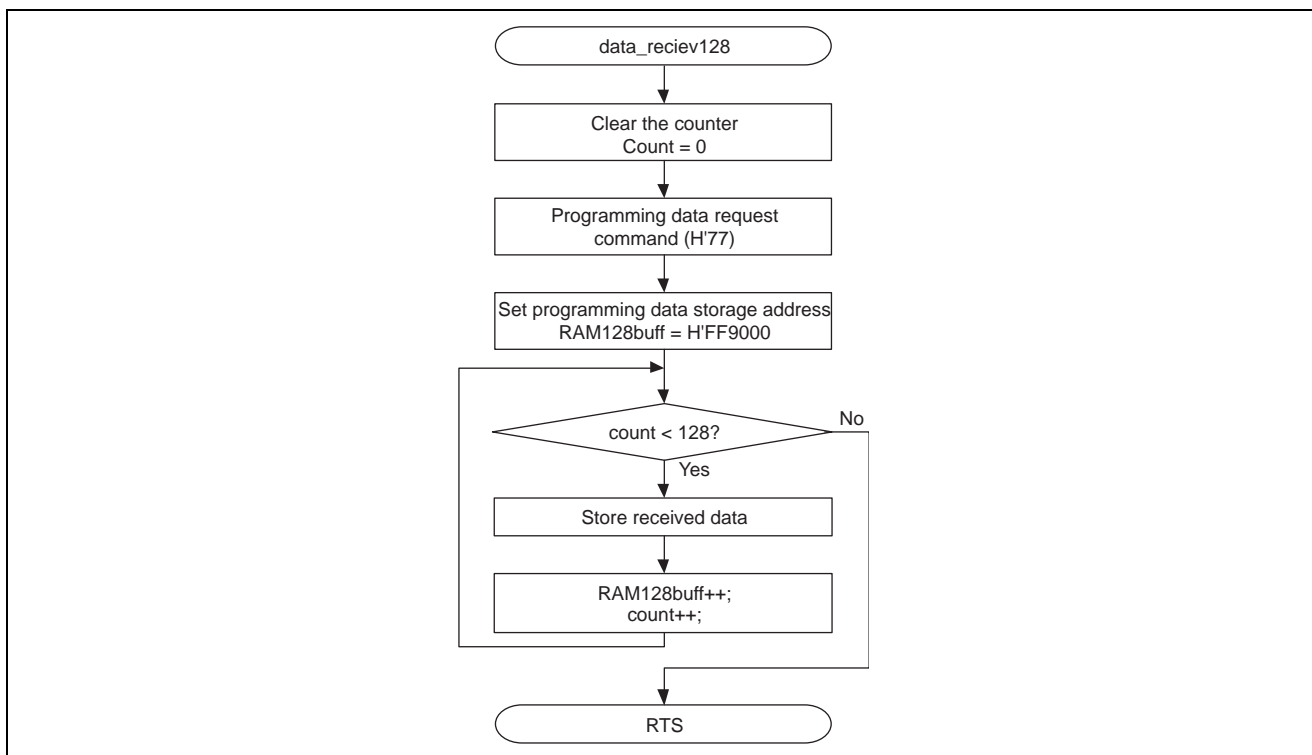 data_reciev128
Clear the counter
Count = 0
Programming data request
command (H'77)
Set programming data storage address
RAM128buff = H'FF9000
count < 128?
No
Yes
Store received data
RAM128buff++;
count++;
RTS